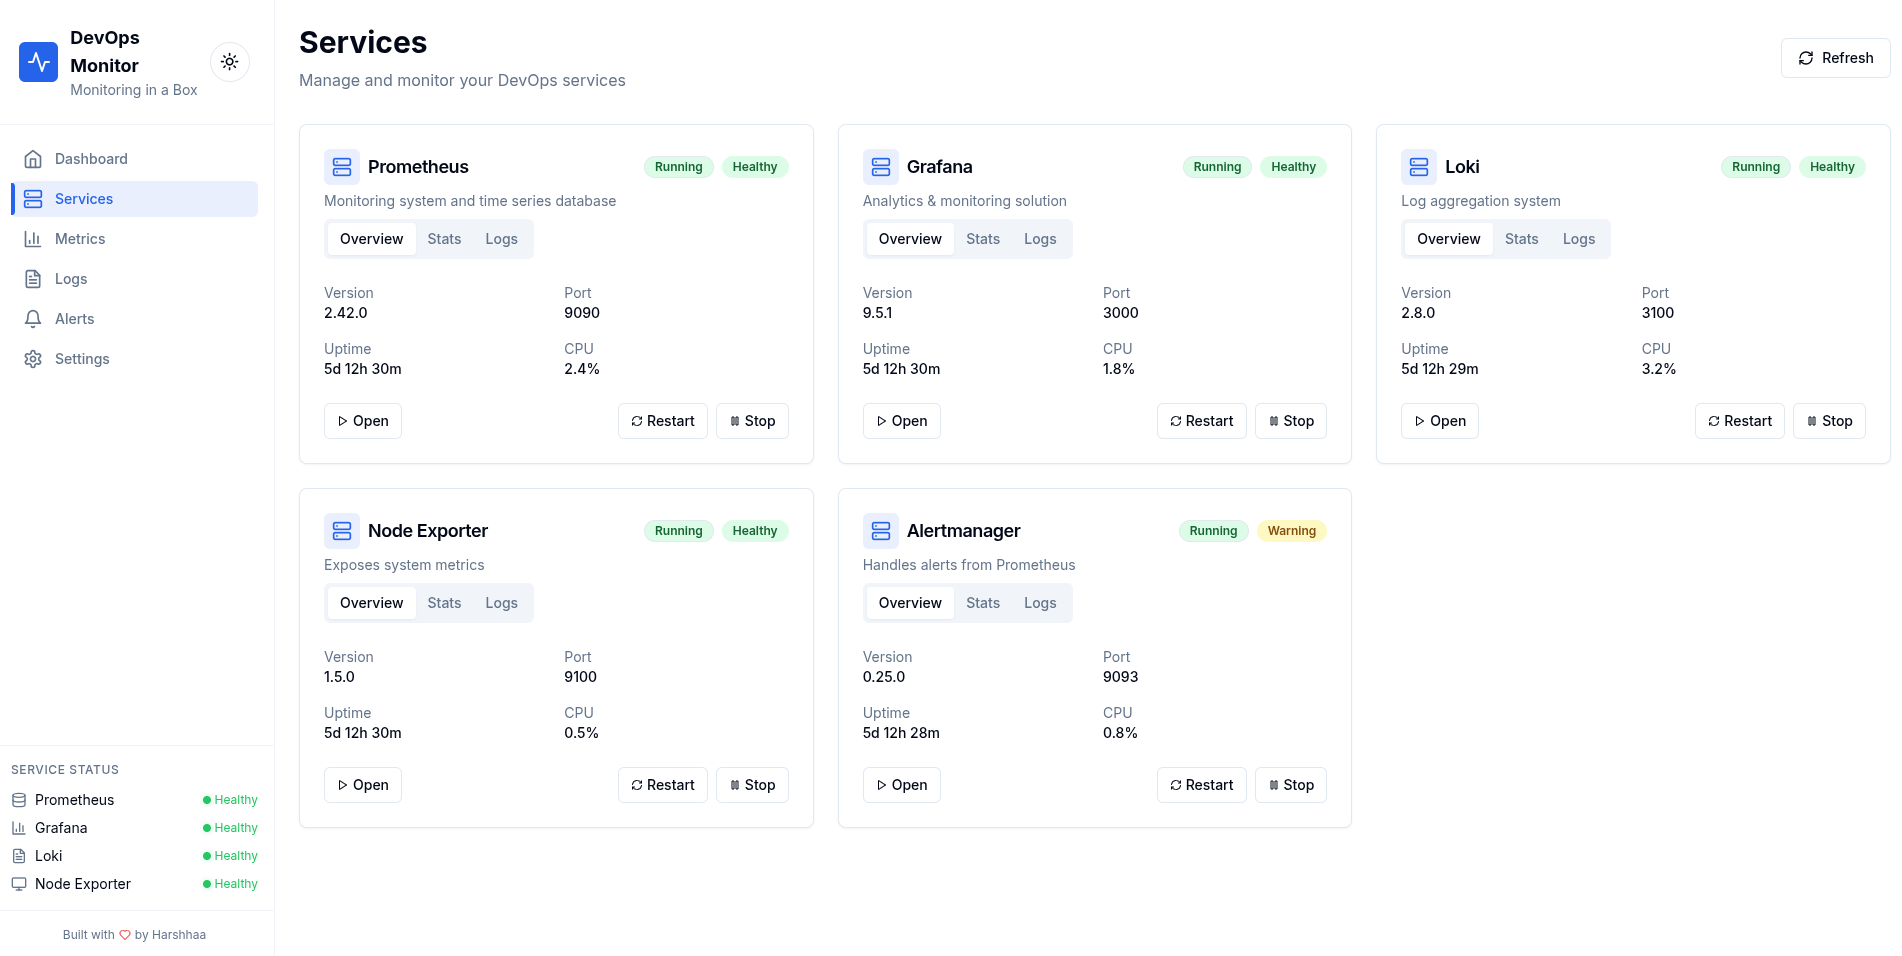 DevOps
Monitor
Monitoring in a Box
Dashboard
Services
Metrics
Logs
Alerts
Settings
SERVICE STATUS
Prometheus Healthy
Grafana Healthy
Loki Healthy
Node Exporter Healthy
Built with by Harshhaa
Services
Manage and monitor your DevOps services
Refresh
Prometheus Running Healthy
Monitoring system and time series database
Overview Stats Logs
Version Port
2.42.0 9090
Uptime CPU
5d 12h 30m 2.4%
Open Restart Stop
Grafana Running Healthy
Analytics & monitoring solution
Overview Stats Logs
Version Port
9.5.1 3000
Uptime CPU
5d 12h 30m 1.8%
Open Restart Stop
Loki Running Healthy
Log aggregation system
Overview Stats Logs
Version Port
2.8.0 3100
Uptime CPU
5d 12h 29m 3.2%
Open Restart Stop
Node Exporter Running Healthy
Exposes system metrics
Overview Stats Logs
Version Port
1.5.0 9100
Uptime CPU
5d 12h 30m 0.5%
Open Restart Stop
Alertmanager Running Warning
Handles alerts from Prometheus
Overview Stats Logs
Version Port
0.25.0 9093
Uptime CPU
5d 12h 28m 0.8%
Open Restart Stop